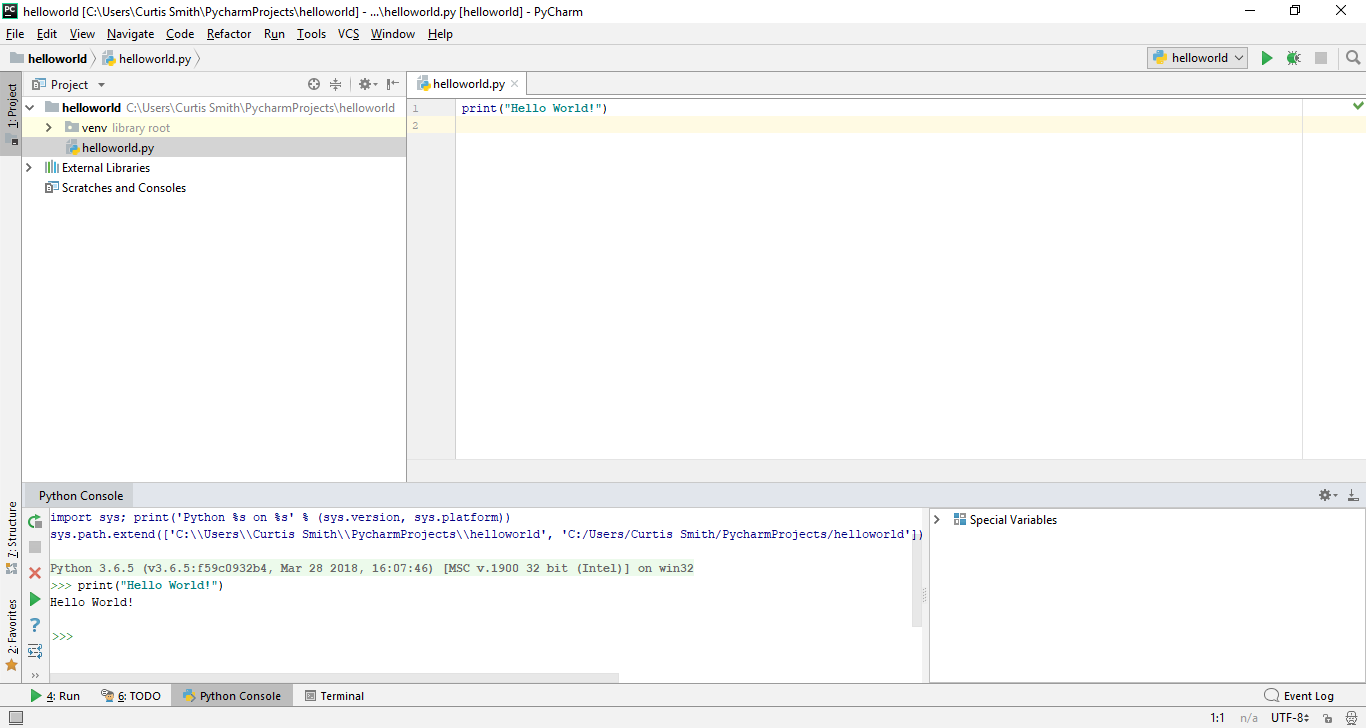 PC helloworld [C:\Users\Curtis Smith\PycharmProjects\helloworld] - ...\helloworld.py [helloworld] - PyCharm
File Edit View Navigate Code Refactor Run Tools VCS Window Help
helloworld helloworld.py helloworld
1: Project
Project
helloworld C:\Users\Curtis Smith\PycharmProjects\helloworld
venv library root
helloworld.py
External Libraries
Scratches and Consoles
helloworld.py
1 print("Hello World!")
2
Python Console
7: Structure
2: Favorites
import sys; print('Python %s on %s' % (sys.version, sys.platform))
sys.path.extend(['C:\\Users\\Curtis Smith\\PycharmProjects\\helloworld', 'C:/Users/Curtis Smith/PycharmProjects/helloworld'])
Python 3.6.5 (v3.6.5:f59c0932b4, Mar 28 2018, 16:07:46) [MSC v.1900 32 bit (Intel)] on win32
>>> print("Hello World!")
Hello World!
>>>
Special Variables
4: Run 6: TODO Python Console Terminal Event Log
1:1 n/a UTF-8